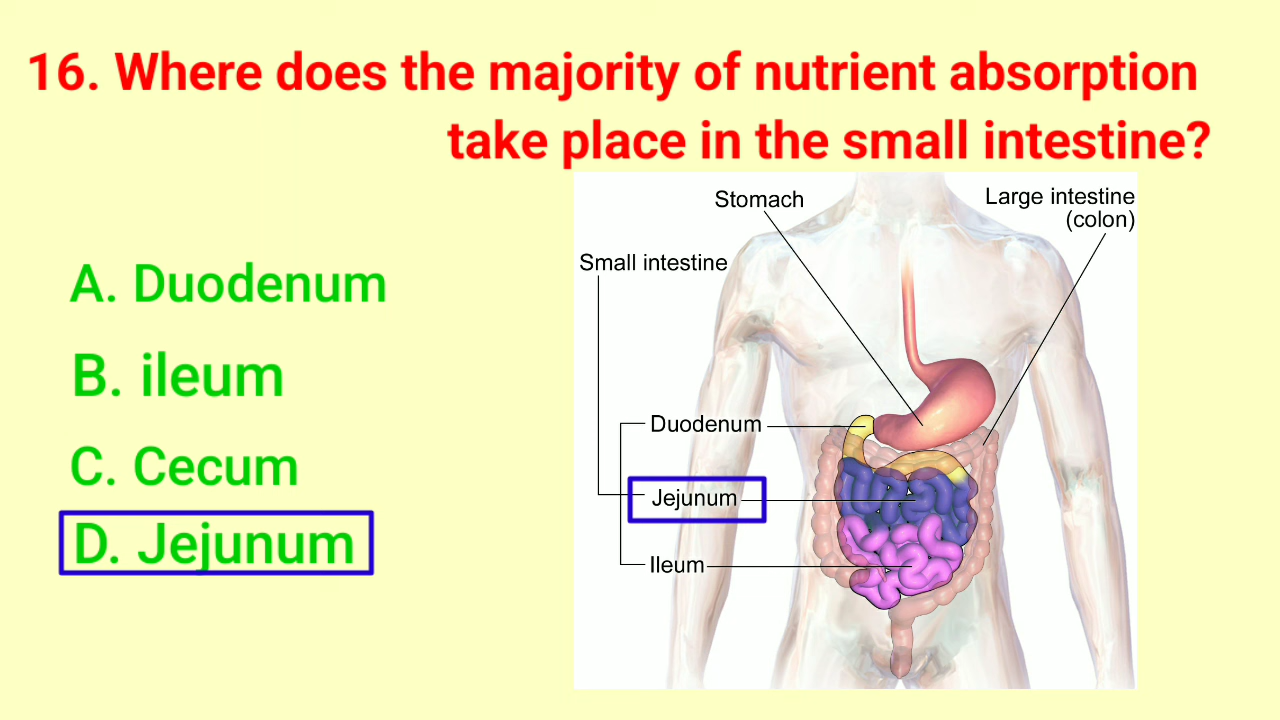 16. Where does the majority of nutrient absorption
take place in the small intestine?
A. Duodenum
B. ileum
C. Cecum
D. Jejunum
Stomach
Large intestine
(colon)
Small intestine
Duodenum
Jejunum
Ileum